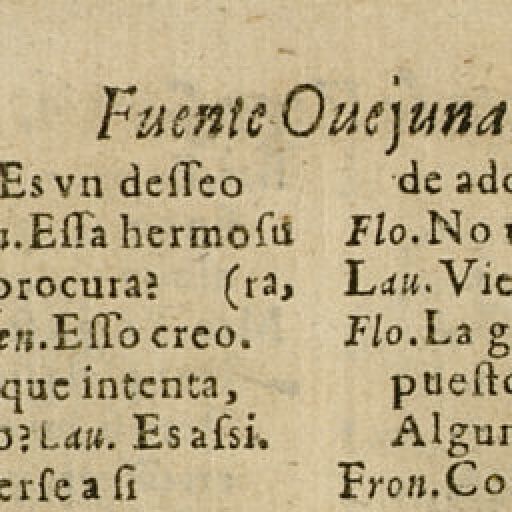 Fuente Ouejuna
Es vn desseo
Essa hermosu
procura? (ra,
en. Esso creo.
que intenta,
Lau. Es assi.
erse a si
de ado
Flo. No
Lau. Vie
Flo. La g
puesto
Algun
Fron. Co